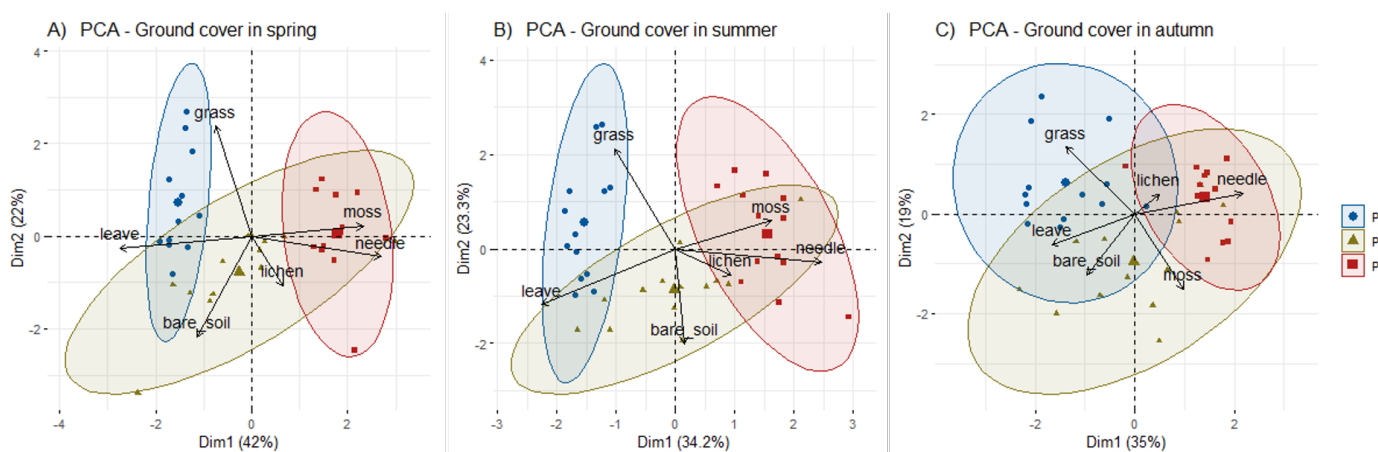 A) PCA - Ground cover in spring
4
2
0
-2
Dim2 (22%)
grass
leave
moss
needle
lichen
bare_soil
-4
-2
0
2
Dim1 (42%)
B) PCA - Ground cover in summer
4
2
0
-2
Dim2 (23.3%)
grass
moss
needle
lichen
leave
bare_soil
-2
-1
0
1
2
3
Dim1 (34.2%)
C) PCA - Ground cover in autumn
2
0
-2
Dim2 (19%)
grass
lichen
needle
leave
bare_soil
moss
-2
0
2
Dim1 (35%)
P
P
P